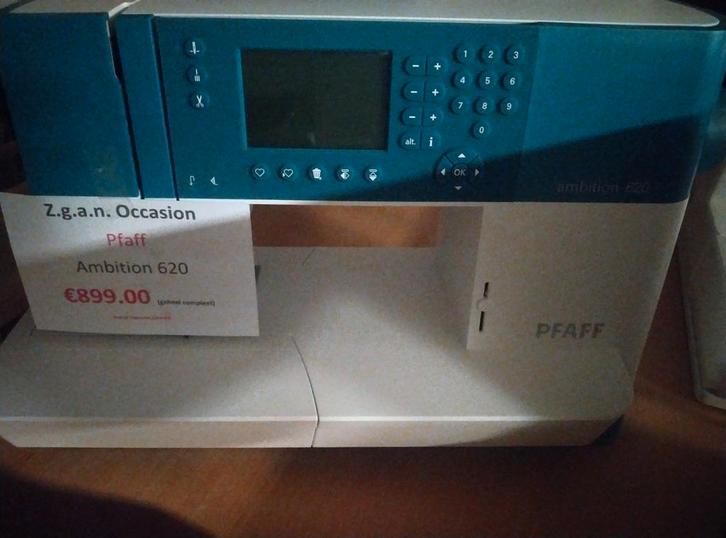 1 2 3
4 5 6
7 8 9
0
alt. i
OK
ambition 620
Z.g.a.n. Occasion
Pfaff
Ambition 620
€899.00 (geheel compleet)
PFAFF